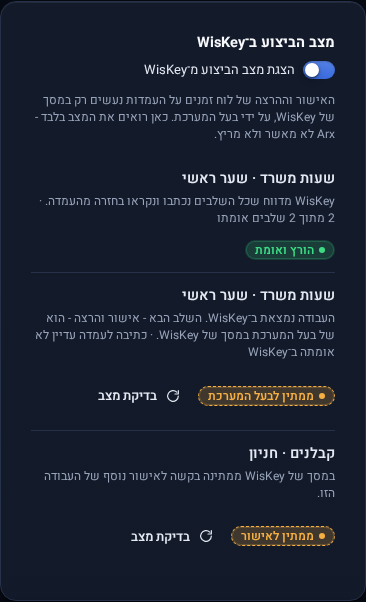 מצב הביצוע ב־WisKey
הצגת מצב הביצוע מ־WisKey
האישור וההרצה של לוח זמנים על העמדות נעשים רק במסך
של WisKey, על ידי בעל המערכת. כאן רואים את המצב בלבד -
Arx לא מאשר ולא מריץ.
שעות משרד · שער ראשי
WisKey מדווח שכל השלבים נכתבו ונקראו בחזרה מהעמדה. ·
2 מתוך 2 שלבים אומתו
הורץ ואומת
שעות משרד · שער ראשי
העבודה נמצאת ב־WisKey. השלב הבא - אישור והרצה - הוא
של בעל המערכת במסך של WisKey. · כתיבה לעמדה עדיין לא
אומתה ב־WisKey
ממתין לבעל המערכת
בדיקת מצב
קבלנים · חניון
במסך של WisKey ממתינה בקשה לאישור נוסף של העבודה
הזו.
ממתין לאישור
בדיקת מצב